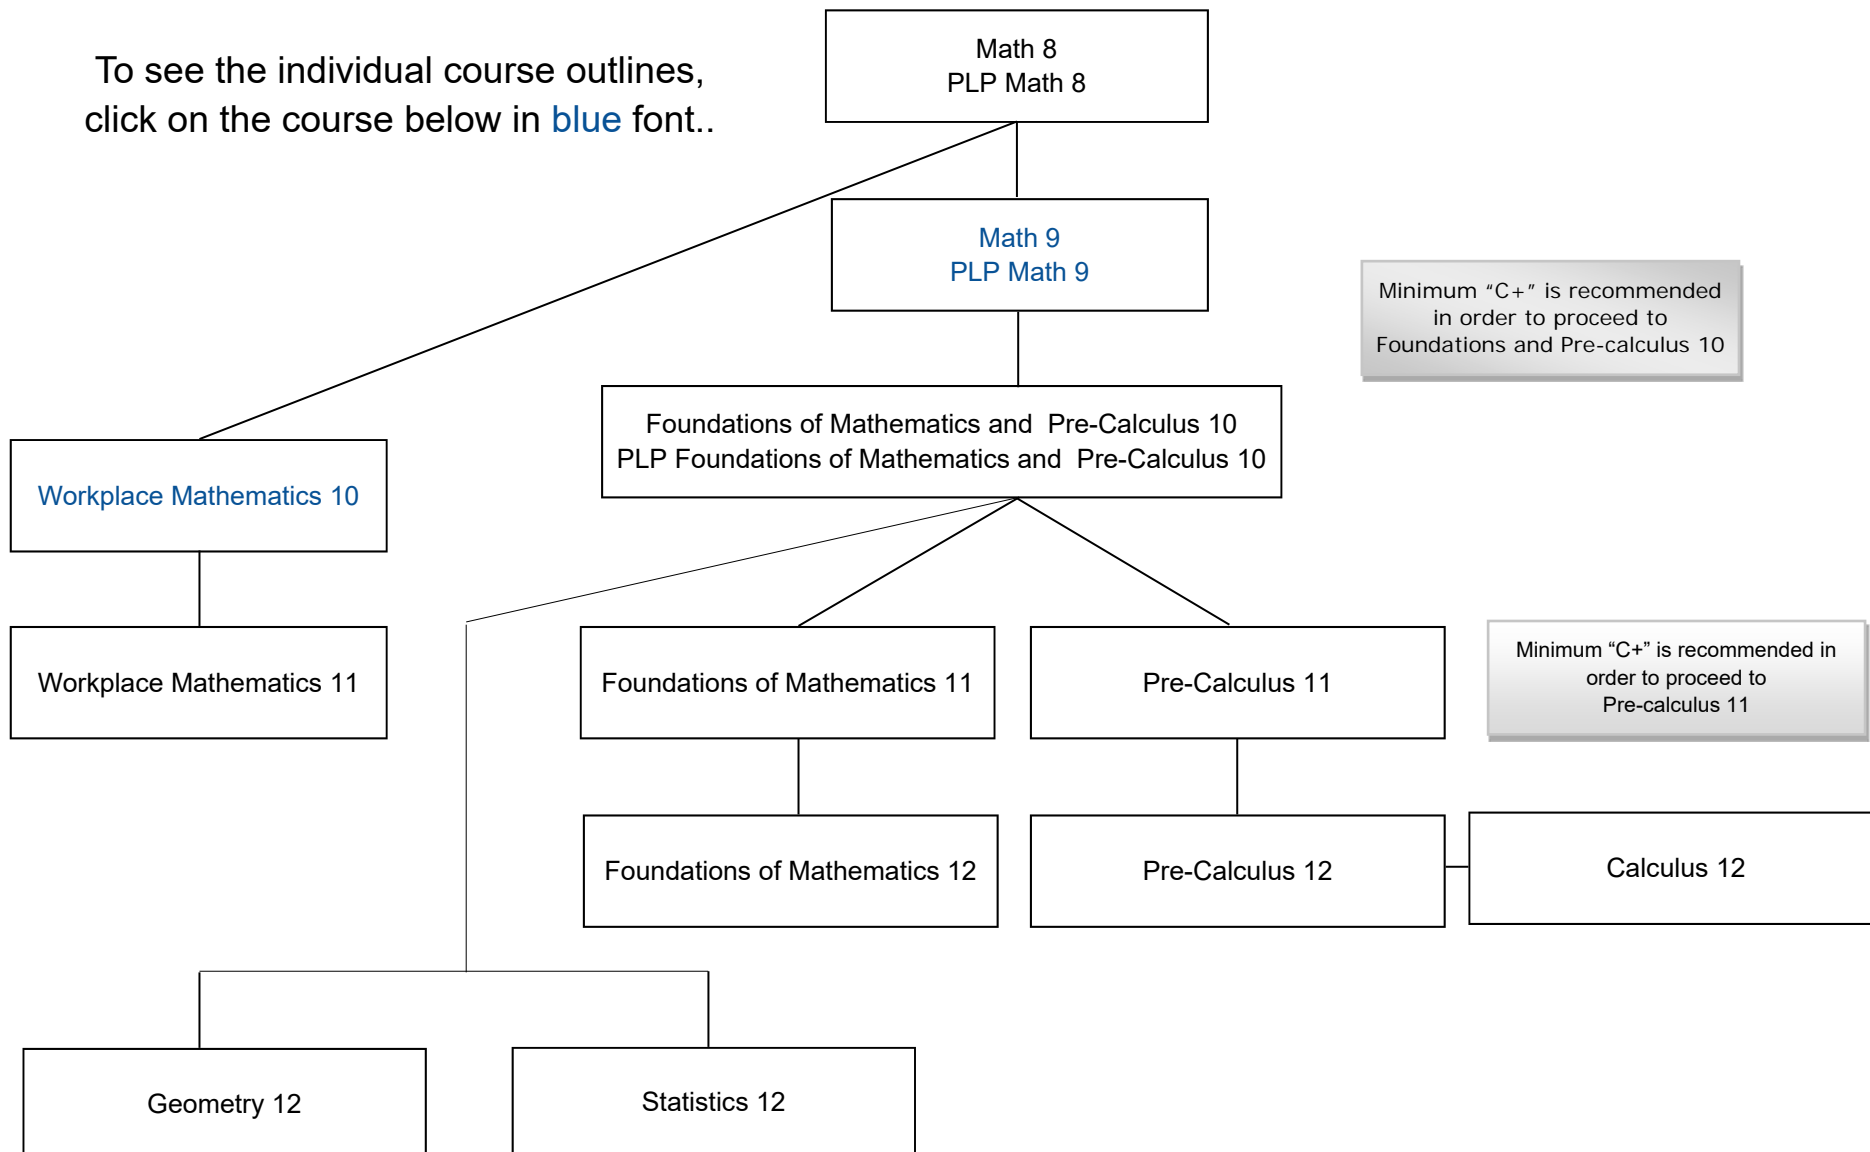 To see the individual course outlines,
click on the course below in blue font..
Math 8
PLP Math 8
Math 9
PLP Math 9
Minimum “C+” is recommended
in order to proceed to
Foundations and Pre-calculus 10
Foundations of Mathematics and Pre-Calculus 10
PLP Foundations of Mathematics and Pre-Calculus 10
Workplace Mathematics 10
Workplace Mathematics 11
Foundations of Mathematics 11
Pre-Calculus 11
Minimum “C+” is recommended in
order to proceed to
Pre-calculus 11
Foundations of Mathematics 12
Pre-Calculus 12
Calculus 12
Geometry 12
Statistics 12